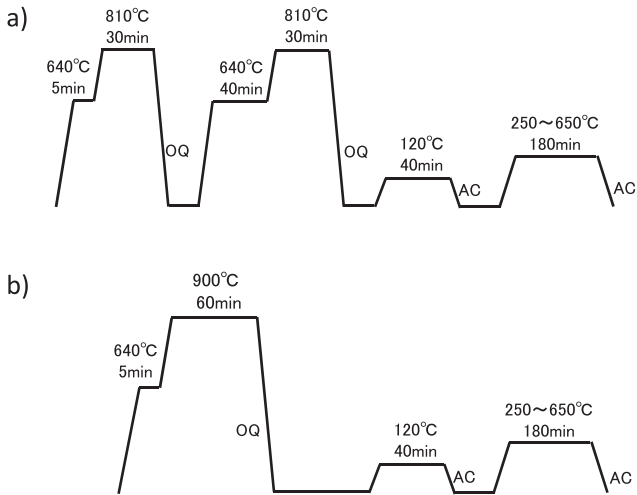 a)
810℃
30min
640℃
5min
OQ
640℃
40min
810℃
30min
OQ
120℃
40min
AC
250～650℃
180min
AC
b)
900℃
60min
640℃
5min
OQ
120℃
40min
AC
250～650℃
180min
AC